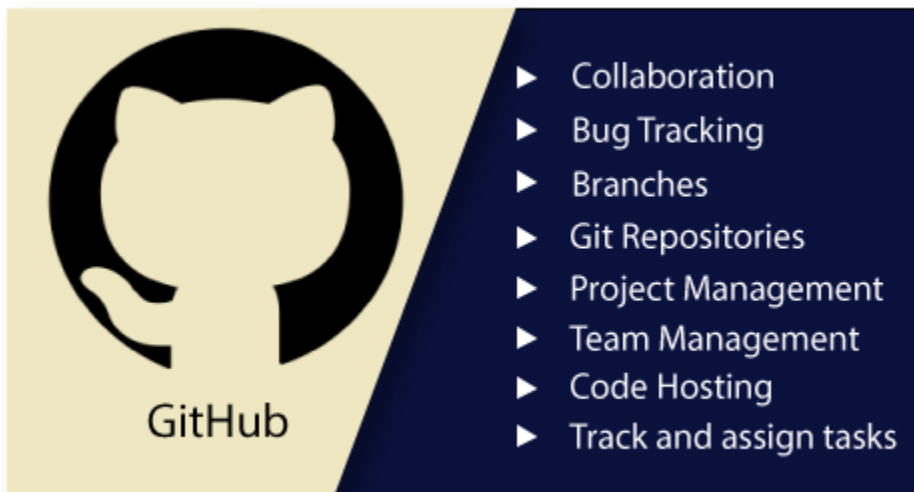 GitHub
Collaboration
Bug Tracking
Branches
Git Repositories
Project Management
Team Management
Code Hosting
Track and assign tasks